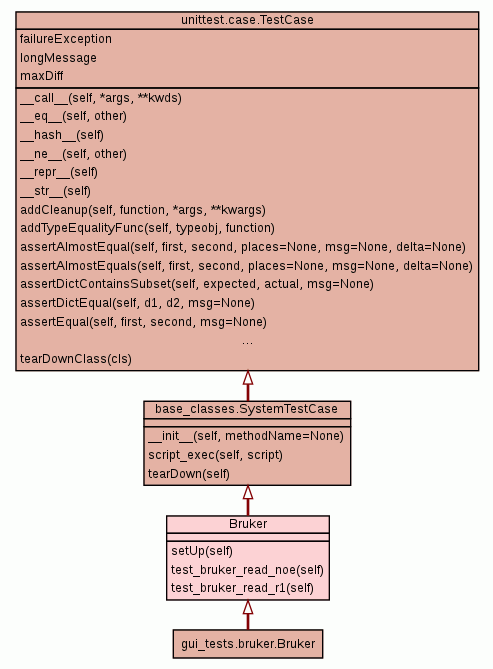 unittest.case.TestCase
failureException
longMessage
maxDiff
__call__(self, *args, **kwds)
__eq__(self, other)
__hash__(self)
__ne__(self, other)
__repr__(self)
__str__(self)
addCleanup(self, function, *args, **kwargs)
addTypeEqualityFunc(self, typeobj, function)
assertAlmostEqual(self, first, second, places=None, msg=None, delta=None)
assertAlmostEquals(self, first, second, places=None, msg=None, delta=None)
assertDictContainsSubset(self, expected, actual, msg=None)
assertDictEqual(self, d1, d2, msg=None)
assertEqual(self, first, second, msg=None)
...
tearDownClass(cls)
base_classes.SystemTestCase
__init__(self, methodName=None)
script_exec(self, script)
tearDown(self)
Bruker
setUp(self)
test_bruker_read_noe(self)
test_bruker_read_r1(self)
gui_tests.bruker.Bruker